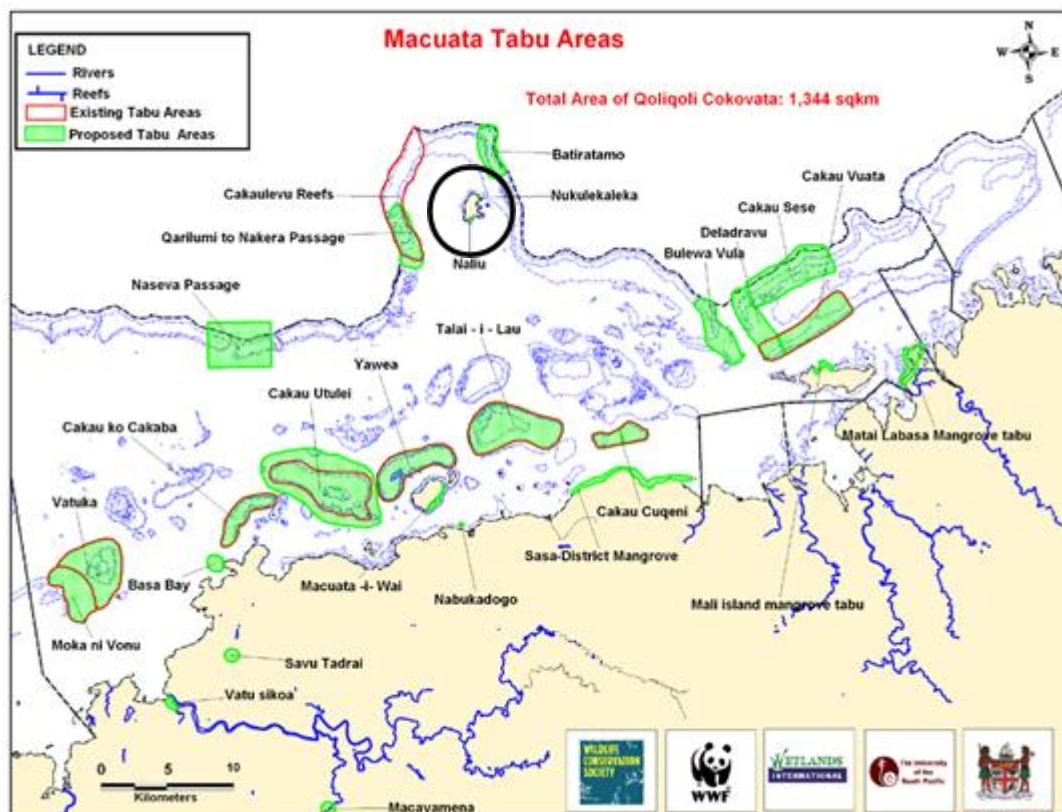 Macuata Tabu Areas
N
W
E
S
LEGEND
Rivers
Reefs
Existing Tabu Areas
Proposed Tabu Areas
Total Area of Qoliqoli Cokovata: 1,344 sqkm
Batiratamo
Cakau Vuata
Cakaulevu Reefs
Nukulekaleka
Cakau Sese
Qarilumi to Nakera Passage
Deladravu
Naliu
Bulewa Vula
Naseva Passage
Talai - i - Lau
Yawea
Cakau Utulei
Cakau ko Cakaba
Matai Labasa Mangrove tabu
Vatuka
Cakau Cuqeni
Sasa-District Mangrove
Basa Bay
Macuata -i- Wai
Nabukadogo
Mali island mangrove tabu
Moka ni Vonu
Savu Tadrai
Vatu sikoa'
0 5 10
Kilometers
Macayamena
WILDLIFE
CONSERVATION
SOCIETY
WWF
WETLANDS
INTERNATIONAL
The University of the
South Pacific